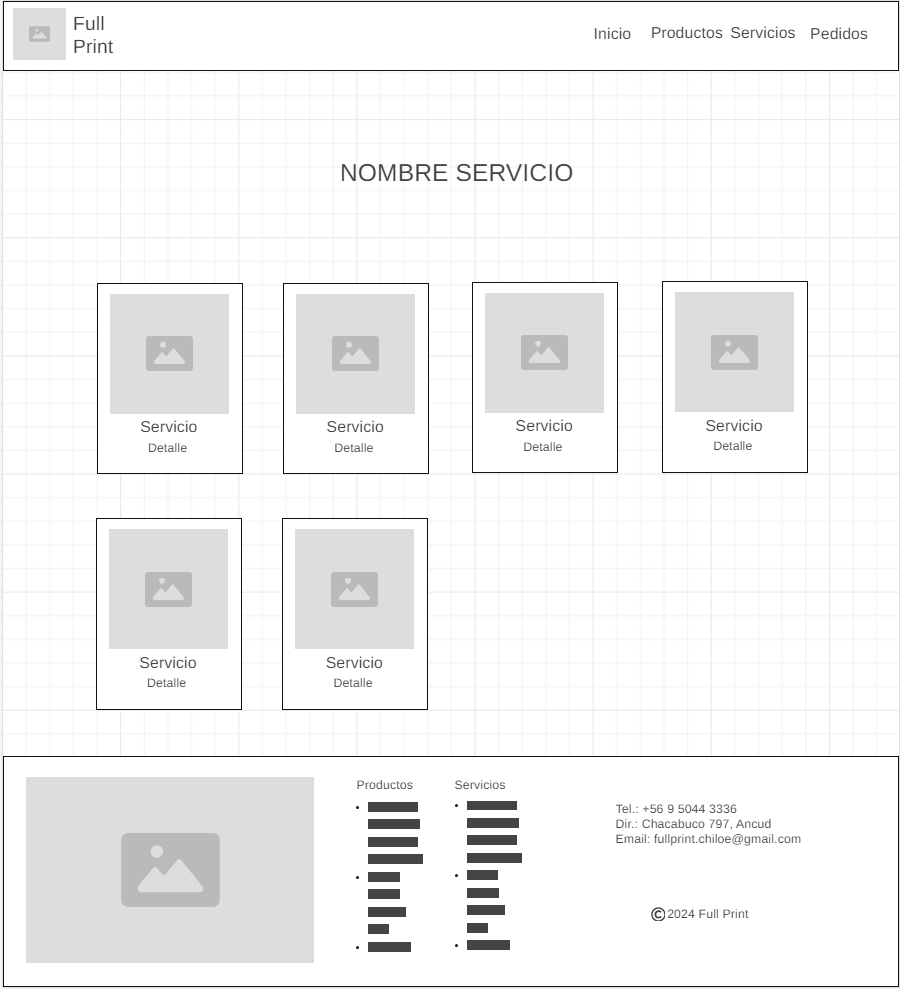 Full
Print
Inicio Productos Servicios Pedidos
NOMBRE SERVICIO
Servicio
Detalle
Servicio
Detalle
Servicio
Detalle
Servicio
Detalle
Servicio
Detalle
Servicio
Detalle
Productos
Servicios
Tel.: +56 9 5044 3336
Dir.: Chacabuco 797, Ancud
Email: fullprint.chiloe@gmail.com
© 2024 Full Print